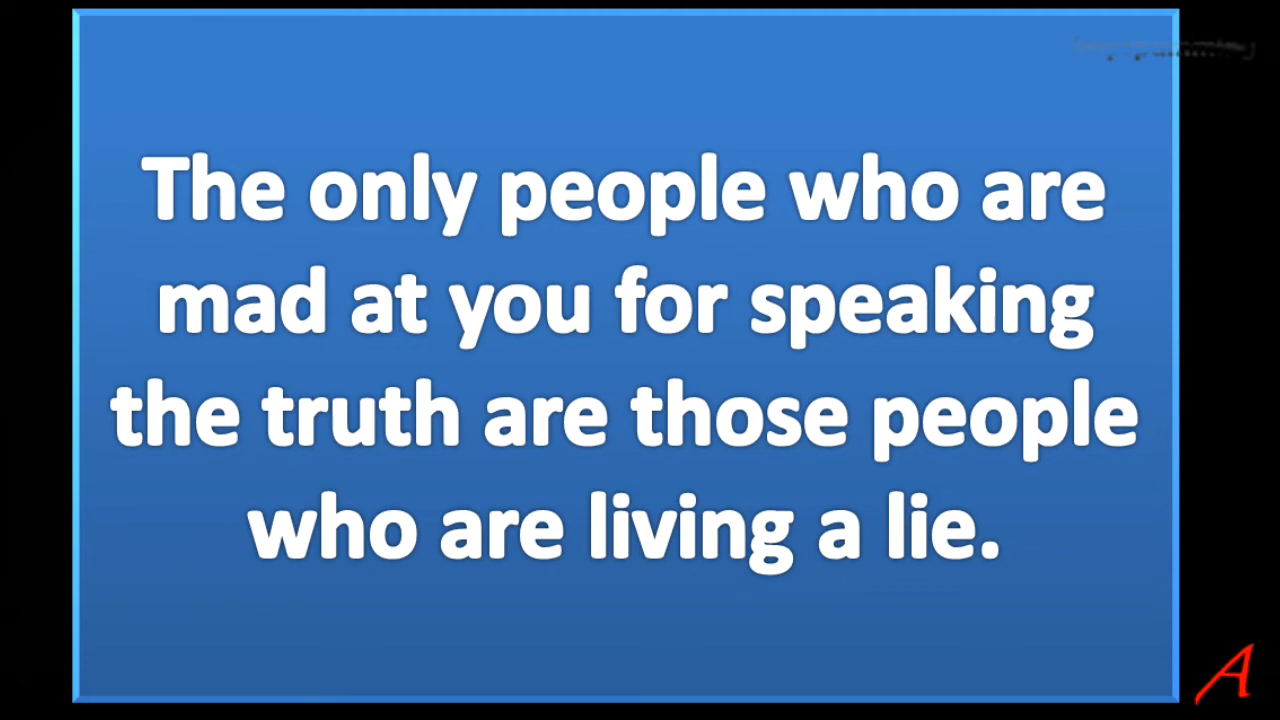 The only people who are
mad at you for speaking
the truth are those people
who are living a lie.
A